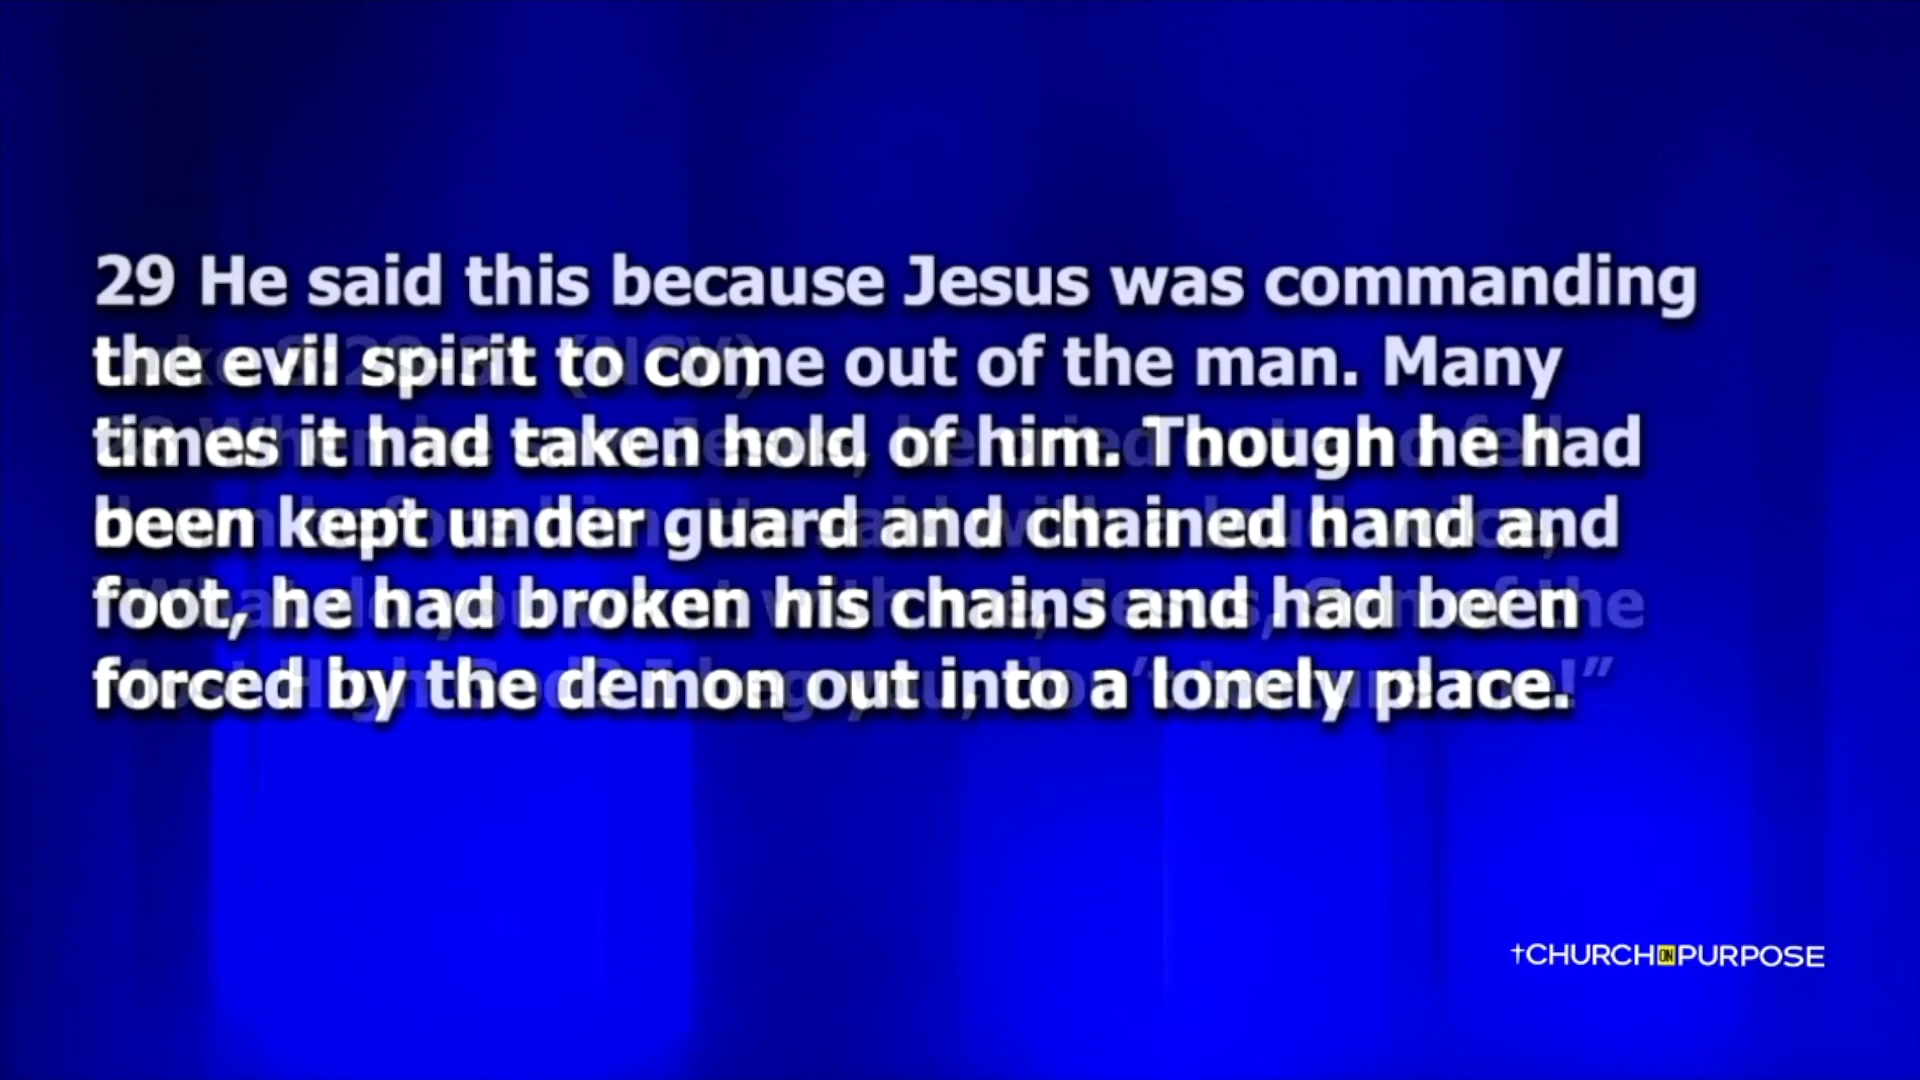 29 He said this because Jesus was commanding
the evil spirit to come out of the man. Many
times it had taken hold of him. Though he had
been kept under guard and chained hand and
foot, he had broken his chains and had been
forced by the demon out into a lonely place.
†CHURCH ON PURPOSE